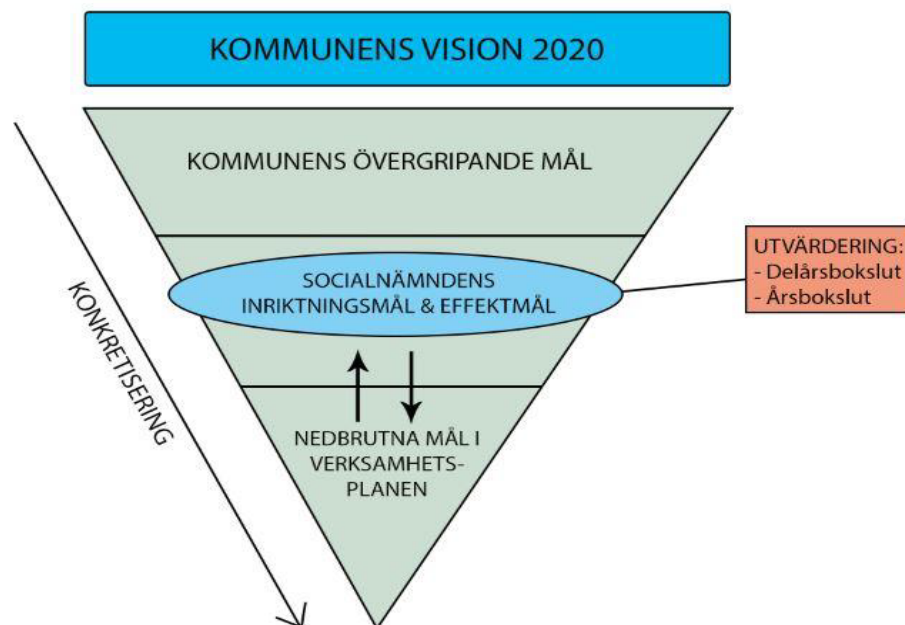 KOMMUNENS VISION 2020
KOMMUNENS ÖVERGRIPANDE MÅL
SOCIALNÄMNDENS
INRIKTNINGSMÅL & EFFEKTMÅL
UTVÄRDERING:
- Delårsbokslut
- Årsbokslut
KONKRETISERING
NEDBRUTNA MÅL I
VERKSAMHETS-
PLANEN